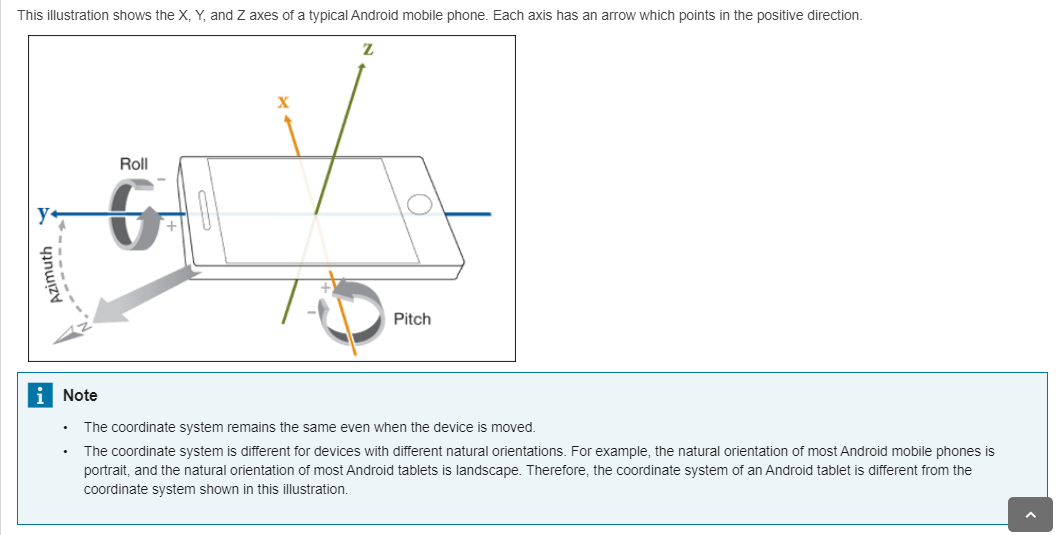 This illustration shows the X, Y, and Z axes of a typical Android mobile phone. Each axis has an arrow which points in the positive direction.
Z
X
Roll
−
y
+
Azimuth
N
+
−
Pitch
i Note
• The coordinate system remains the same even when the device is moved.
• The coordinate system is different for devices with different natural orientations. For example, the natural orientation of most Android mobile phones is
portrait, and the natural orientation of most Android tablets is landscape. Therefore, the coordinate system of an Android tablet is different from the
coordinate system shown in this illustration.